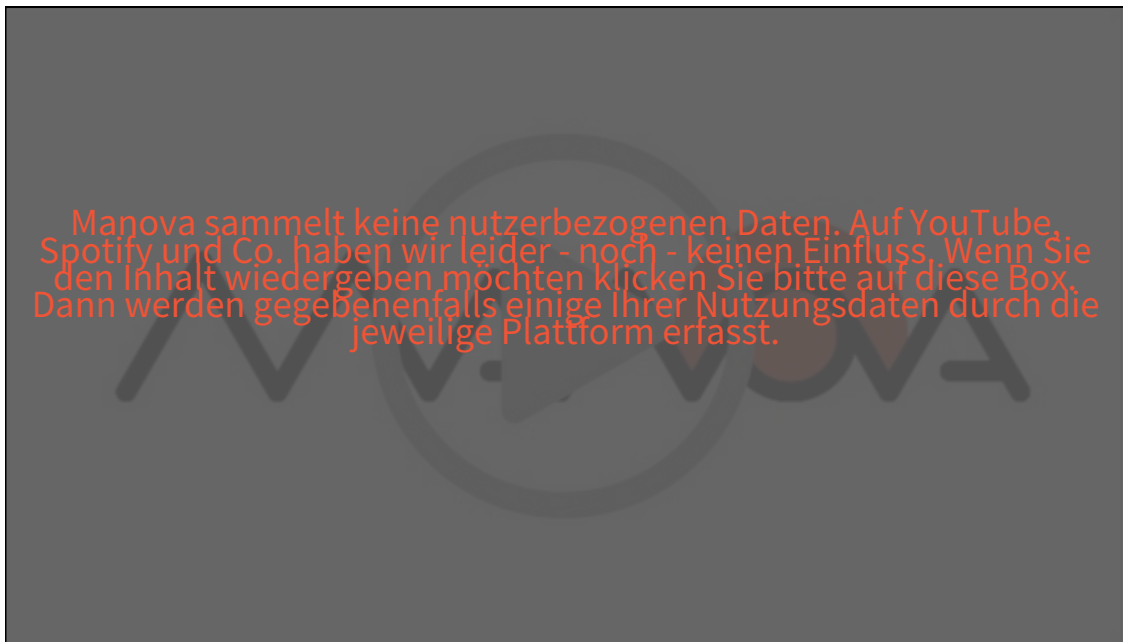 Manova sammelt keine nutzerbezogenen Daten. Auf YouTube,
Spotify und Co. haben wir leider - noch - keinen Einfluss. Wenn Sie
den Inhalt wiedergeben möchten klicken Sie bitte auf diese Box.
Dann werden gegebenenfalls einige Ihrer Nutzungsdaten durch die
jeweilige Plattform erfasst.
MANOVA